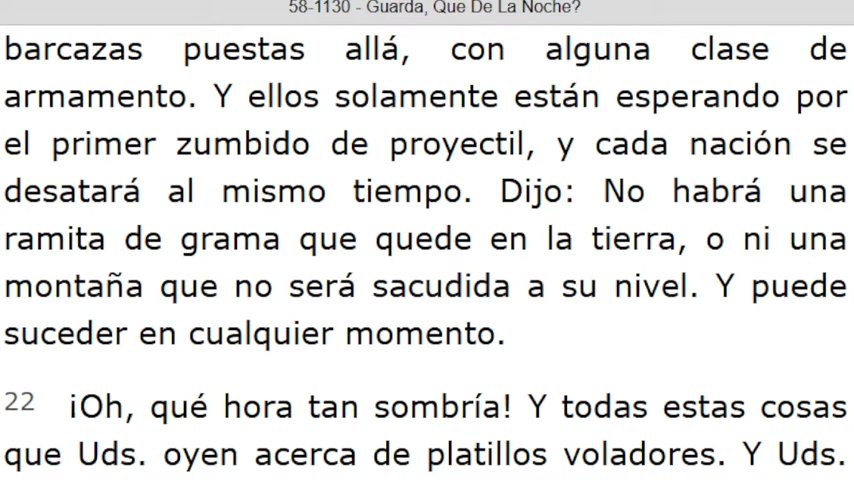 58-1130 - Guarda, Que De La Noche?
barcazas puestas allá, con alguna clase de
armamento. Y ellos solamente están esperando por
el primer zumbido de proyectil, y cada nación se
desatará al mismo tiempo. Dijo: No habrá una
ramita de grama que quede en la tierra, o ni una
montaña que no será sacudida a su nivel. Y puede
suceder en cualquier momento.
22 ¡Oh, qué hora tan sombría! Y todas estas cosas
que Uds. oyen acerca de platillos voladores. Y Uds.